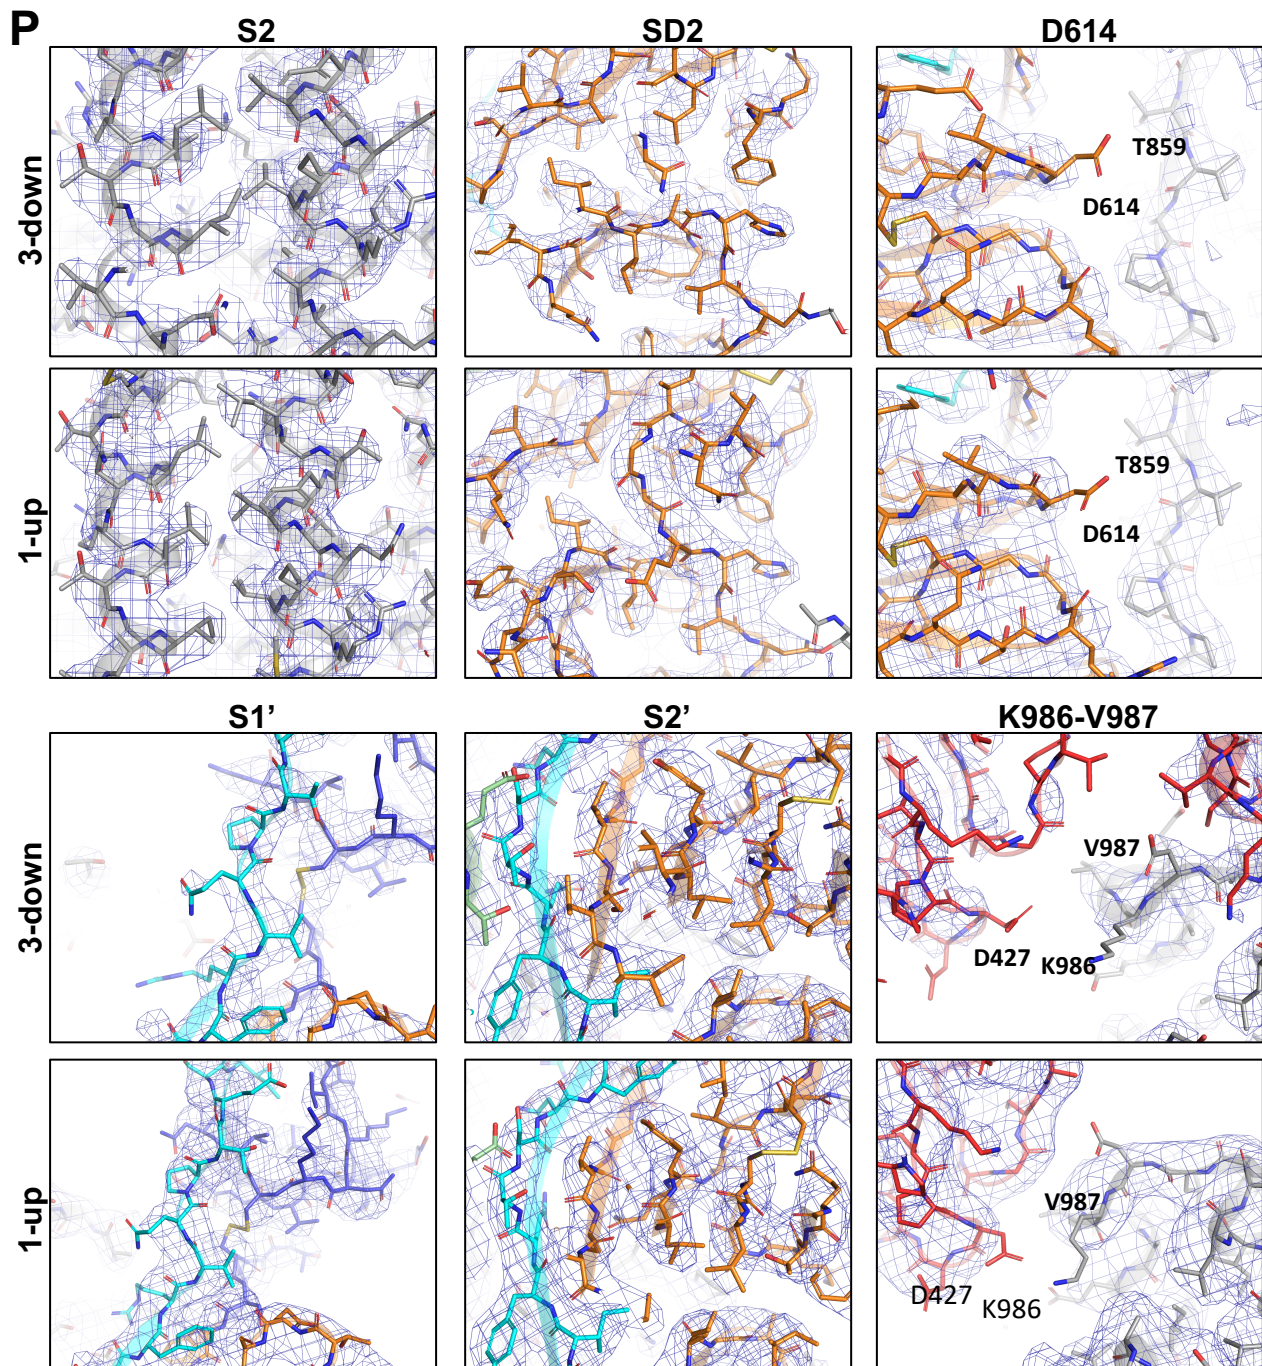 P
S2 SD2 D614
3-down
T859
D614
1-up
T859
D614
S1’ S2’ K986-V987
3-down
V987
D427 K986
1-up
V987
D427 K986